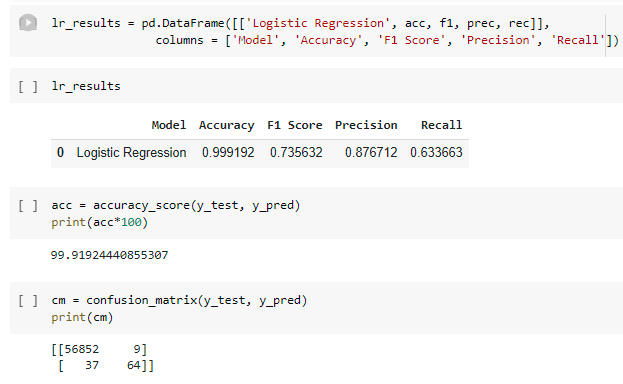 lr_results = pd.DataFrame([['Logistic Regression', acc, f1, prec, rec]],
columns = ['Model', 'Accuracy', 'F1 Score', 'Precision', 'Recall'])
[ ] lr_results
Model Accuracy F1 Score Precision Recall
0 Logistic Regression 0.999192 0.735632 0.876712 0.633663
[ ] acc = accuracy_score(y_test, y_pred)
print(acc*100)
99.91924440855307
[ ] cm = confusion_matrix(y_test, y_pred)
print(cm)
[[56852 9]
[ 37 64]]